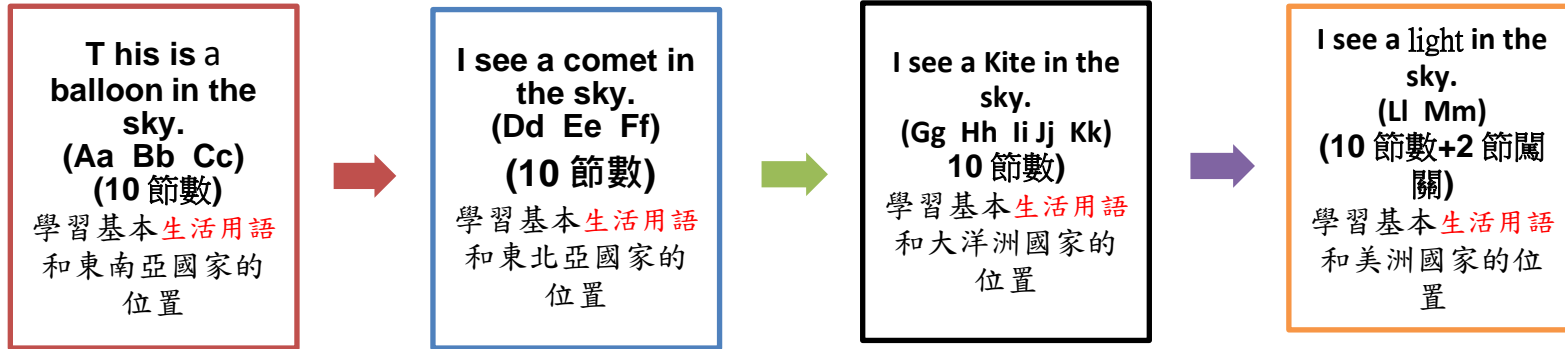 T his is a
balloon in the
sky.
(Aa  Bb  Cc)
(10 節數)
學習基本生活用語
和東南亞國家的
位置
I see a comet in
the sky.
(Dd  Ee  Ff)
(10 節數)
學習基本生活用語
和東北亞國家的
位置
I see a Kite in the
sky.
(Gg  Hh  Ii Jj  Kk)
10 節數)
學習基本生活用語
和大洋洲國家的
位置
I see a light in the
sky.
(Ll  Mm)
(10 節數+2 節闖
關)
學習基本生活用語
和美洲國家的位
置